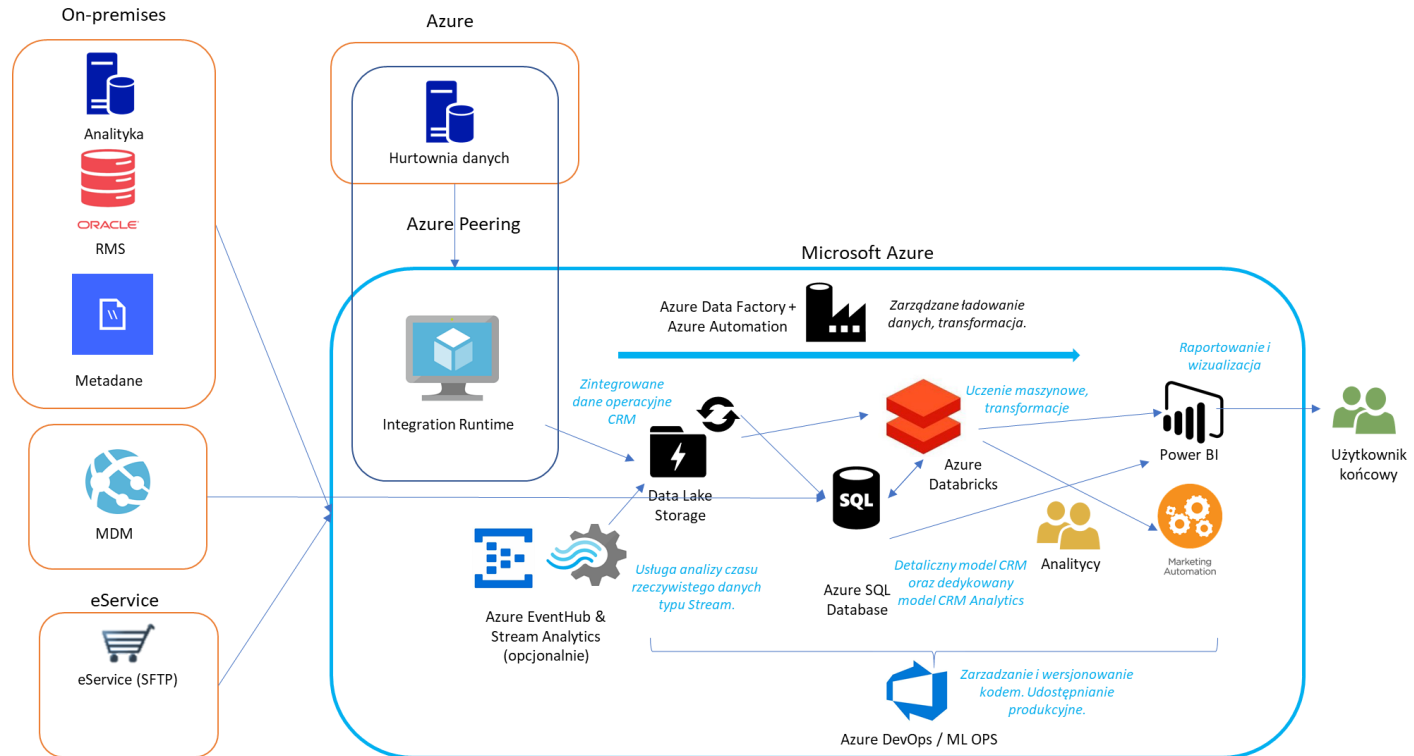 On-premises
Azure
Analityka
ORACLE
RMS
Metadane
Hurtownia danych
Azure Peering
Microsoft Azure
Azure Data Factory +
Azure Automation
Zarządzane ładowanie
danych, transformacja.
Integration Runtime
Zintegrowane
dane operacyjne
CRM
Uczenie maszynowe,
transformacje
Raportowanie i
wizualizacja
Data Lake
Storage
SQL
Azure
Databricks
Power BI
Użytkownik
końcowy
MDM
Azure EventHub &
Stream Analytics
(opcjonalnie)
Usługa analizy czasu
rzeczywistego danych
typu Stream.
Azure SQL
Database
Detaliczny model CRM
oraz dedykowany
model CRM Analytics
Analitycy
Marketing
Automation
eService
eService (SFTP)
Zarzadzanie i wersjonowanie
kodem. Udostępnianie
produkcyjne.
Azure DevOps / ML OPS